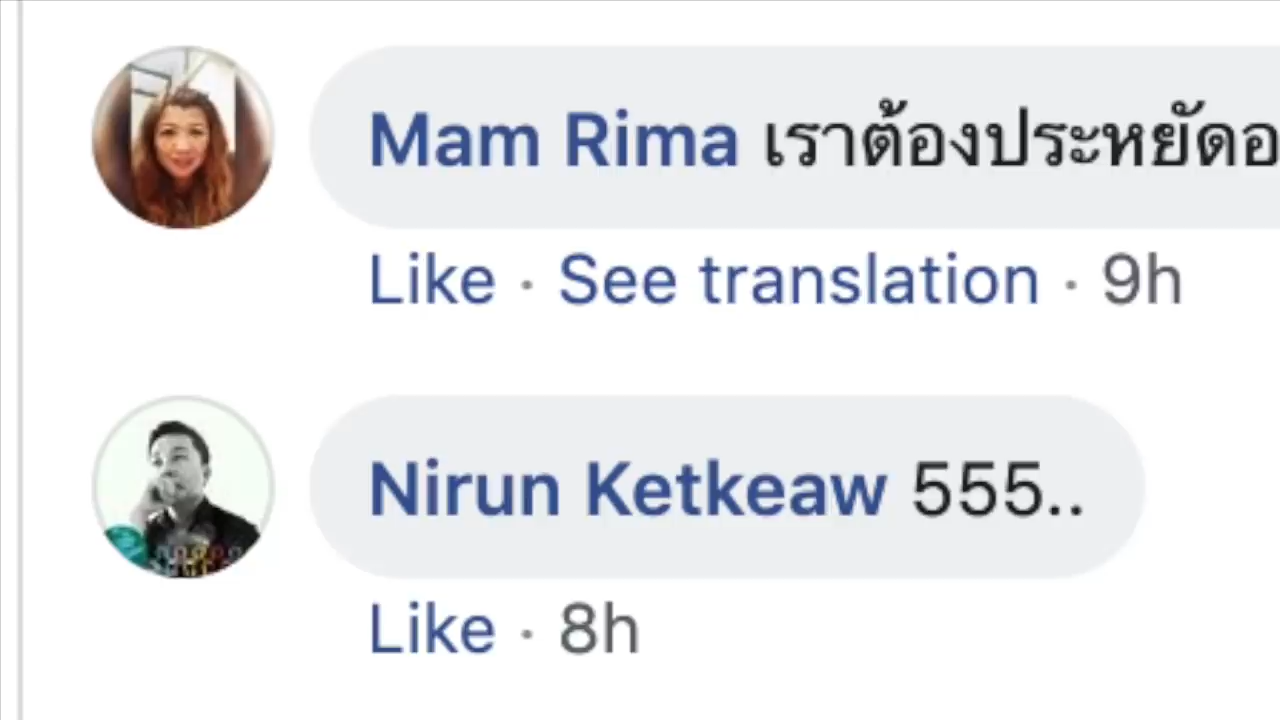 Mam Rima เราต้องประหยัดอ
Like · See translation · 9h
Nirun Ketkeaw 555..
Like · 8h